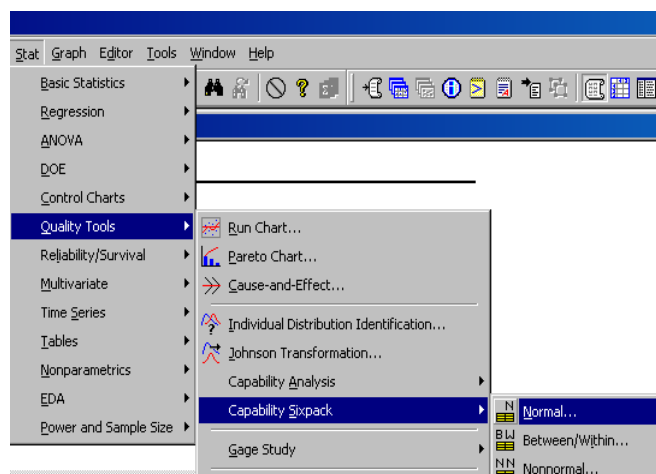 Stat Graph Editor Tools Window Help
Basic Statistics
Regression
ANOVA
DOE
Control Charts
Quality Tools
Reliability/Survival
Multivariate
Time Series
Tables
Nonparametrics
EDA
Power and Sample Size
Run Chart...
Pareto Chart...
Cause-and-Effect...
Individual Distribution Identification...
Johnson Transformation...
Capability Analysis
Capability Sixpack
Gage Study
N Normal...
BW Between/Within...
NN Nonnormal...